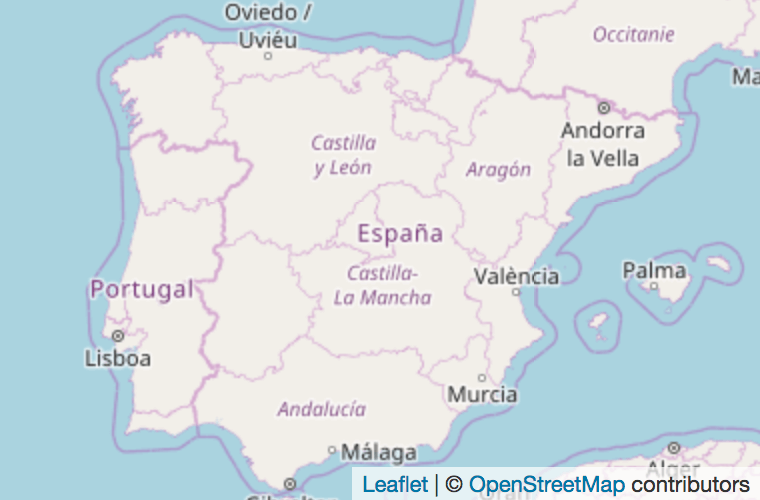 Oviedo /
Uviéu
Occitanie
Andorra
la Vella
Castilla
y León
Aragón
España
Castilla-
La Mancha
València
Palma
Portugal
Lisboa
Murcia
Andalucía
Málaga
Alger
Leaflet | © OpenStreetMap contributors